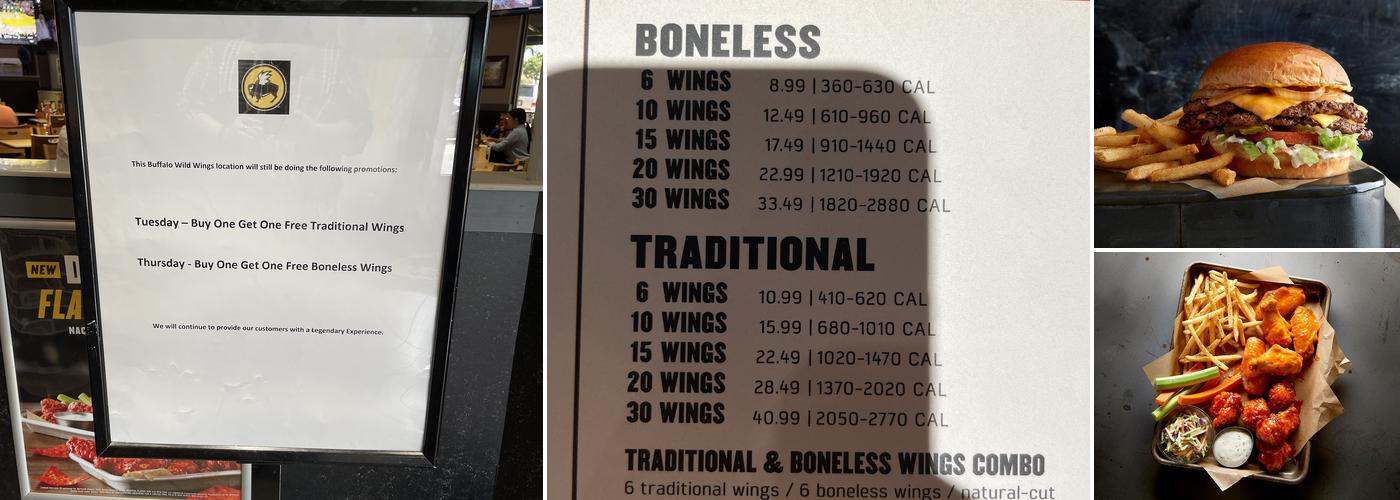 This Buffalo Wild Wings location will still be doing the following promotions:
Tuesday – Buy One Get One Free Traditional Wings
Thursday - Buy One Get One Free Boneless Wings
We will continue to provide our customers with a Legendary Experience.
NEW
FLA
NAC
BONELESS
6 WINGS 8.99 | 360-630 CAL
10 WINGS 12.49 | 610-960 CAL
15 WINGS 17.49 | 910-1440 CAL
20 WINGS 22.99 | 1210-1920 CAL
30 WINGS 33.49 | 1820-2880 CAL
TRADITIONAL
6 WINGS 10.99 | 410-620 CAL
10 WINGS 15.99 | 680-1010 CAL
15 WINGS 22.49 | 1020-1470 CAL
20 WINGS 28.49 | 1370-2020 CAL
30 WINGS 40.99 | 2050-2770 CAL
TRADITIONAL & BONELESS WINGS COMBO
6 traditional wings / 6 boneless wings / natural-cut